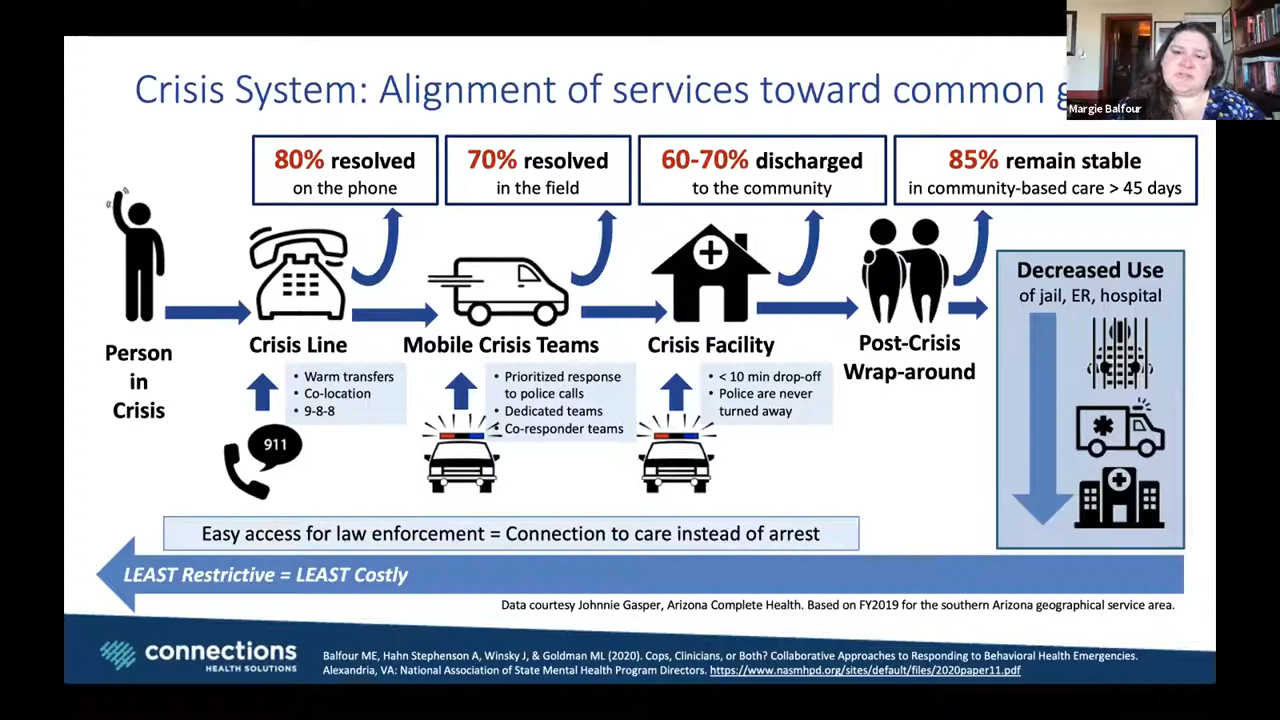 Crisis System: Alignment of services toward common
Margie Balfour
80% resolved
on the phone
70% resolved
in the field
60-70% discharged
to the community
85% remain stable
in community-based care > 45 days
Person
in
Crisis
Crisis Line
Mobile Crisis Teams
Crisis Facility
Post-Crisis
Wrap-around
Decreased Use
of jail, ER, hospital
• Warm transfers
• Co-location
• 9-8-8
• Prioritized response
to police calls
• Dedicated teams
• Co-responder teams
• < 10 min drop-off
• Police are never
turned away
911
Easy access for law enforcement = Connection to care instead of arrest
LEAST Restrictive = LEAST Costly
Data courtesy Johnnie Gasper, Arizona Complete Health. Based on FY2019 for the southern Arizona geographical service area.
connections
HEALTH SOLUTIONS
Balfour ME, Hahn Stephenson A, Winsky J, & Goldman ML (2020). Cops, Clinicians, or Both? Collaborative Approaches to Responding to Behavioral Health Emergencies.
Alexandria, VA: National Association of State Mental Health Program Directors. https://www.nasmhpd.org/sites/default/files/2020paper11.pdf